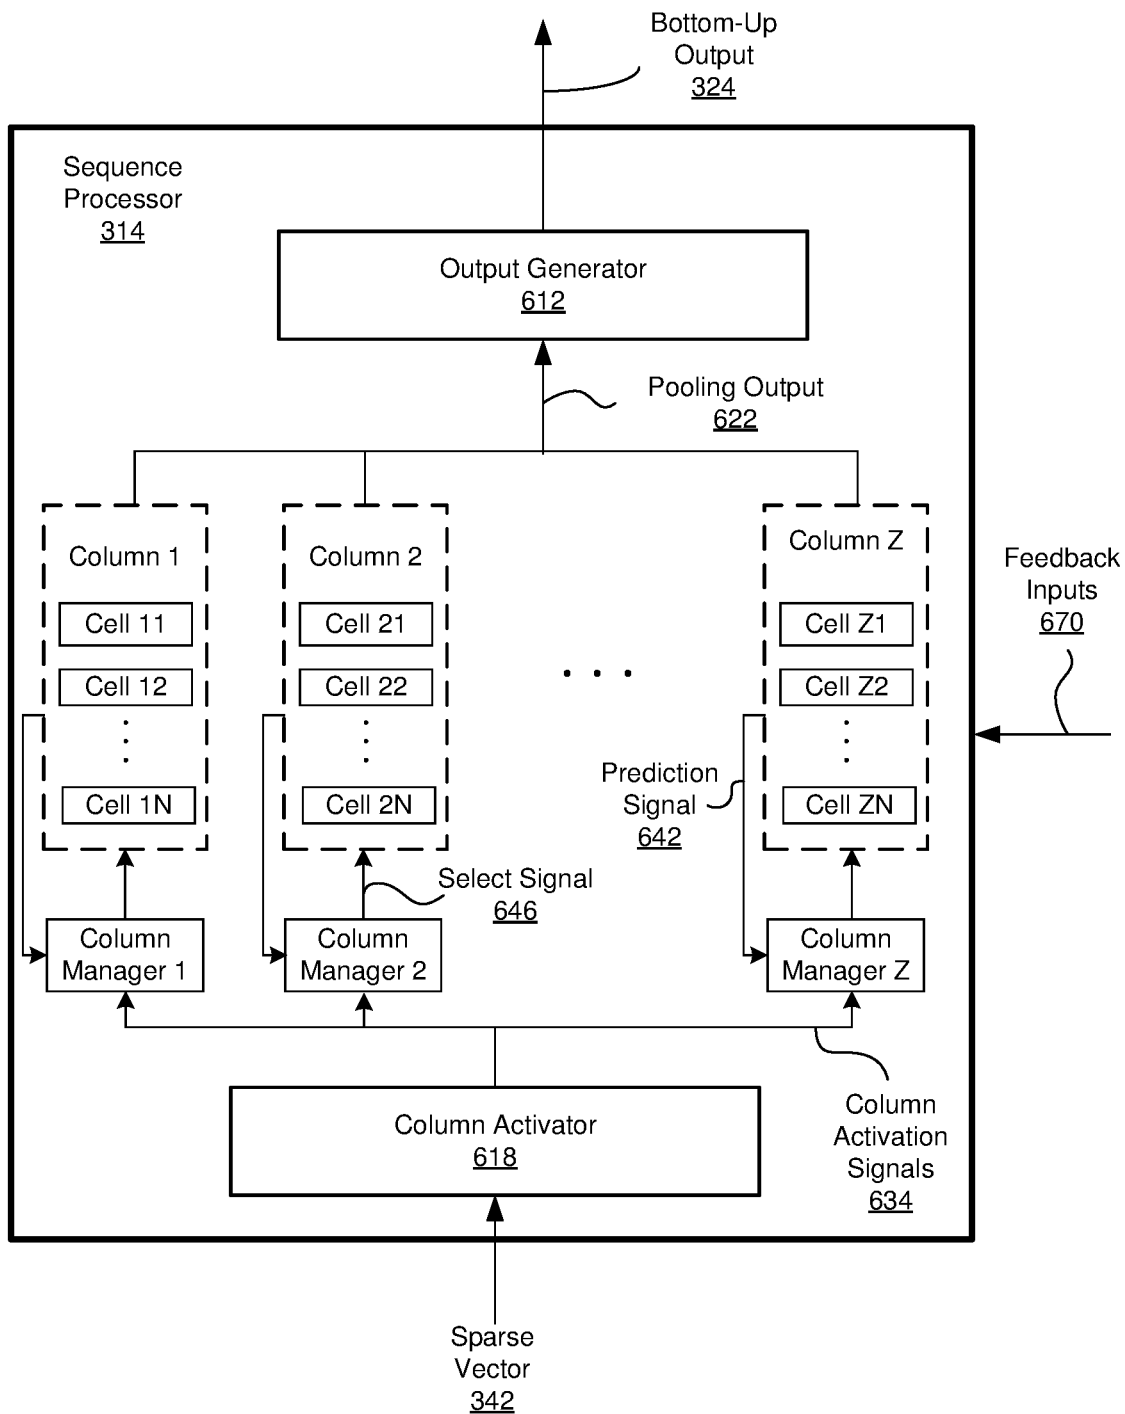 Bottom-Up
Output
324
Sequence
Processor
314
Output Generator
612
Pooling Output
622
Column 1
Cell 11
Cell 12
Cell 1N
Column 2
Cell 21
Cell 22
Cell 2N
. . .
Column Z
Cell Z1
Cell Z2
Cell ZN
Feedback
Inputs
670
Prediction
Signal
642
Select Signal
646
Column
Manager 1
Column
Manager 2
Column
Manager Z
Column Activator
618
Column
Activation
Signals
634
Sparse
Vector
342